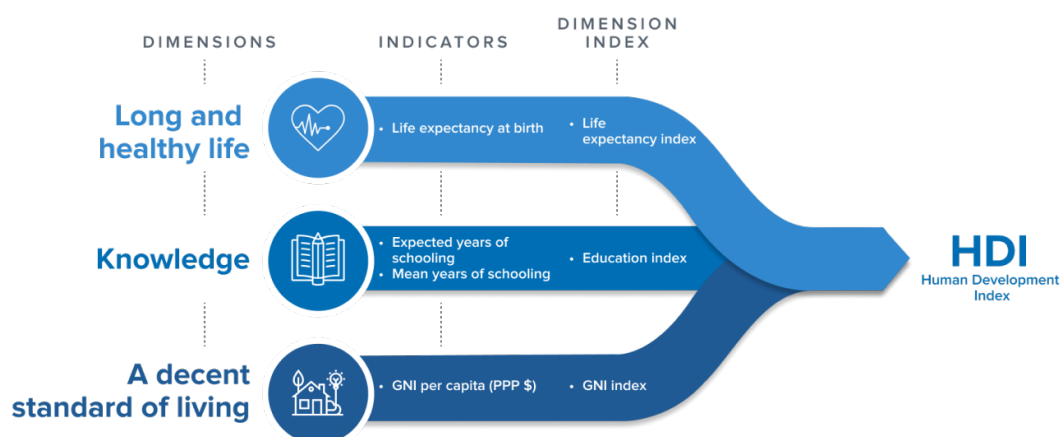 DIMENSIONS
INDICATORS
DIMENSION
INDEX
Long and
healthy life
• Life expectancy at birth
• Life
expectancy index
Knowledge
• Expected years of
schooling
• Mean years of schooling
• Education index
HDI
Human Development
Index
A decent
standard of living
• GNI per capita (PPP $)
• GNI index